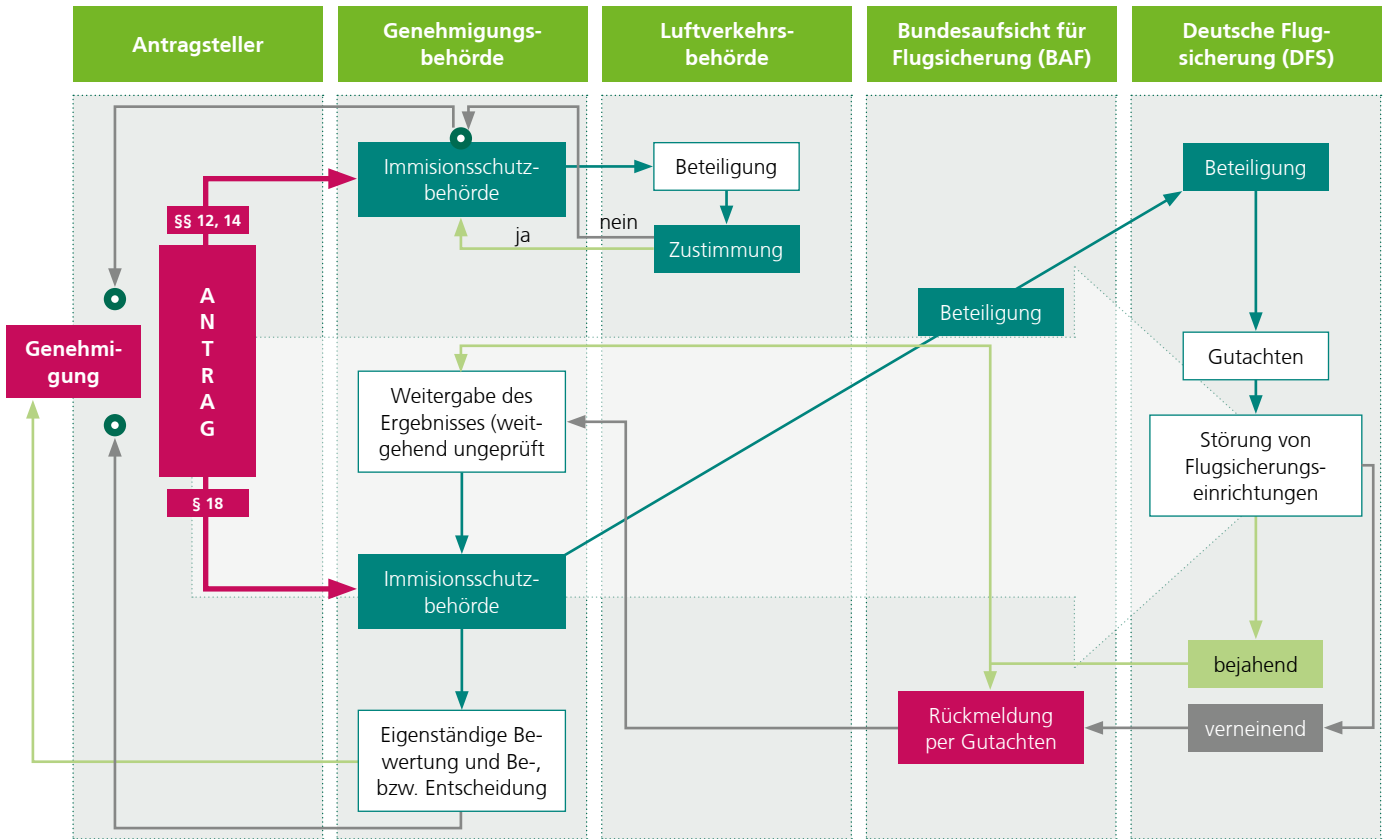 Antragsteller
Genehmigungs-
behörde
Luftverkehrs-
behörde
Bundesaufsicht für
Flugsicherung (BAF)
Deutsche Flug-
sicherung (DFS)
Immisionsschutz-
behörde
Beteiligung
Beteiligung
§§ 12, 14
nein
ja
Zustimmung
A
N
T
R
A
G
Beteiligung
Genehmi-
gung
Gutachten
Weitergabe des
Ergebnisses (weit-
gehend ungeprüft
Störung von
Flugsicherungs-
einrichtungen
§ 18
Immisionsschutz-
behörde
bejahend
Rückmeldung
per Gutachten
verneinend
Eigenständige Be-
wertung und Be-,
bzw. Entscheidung